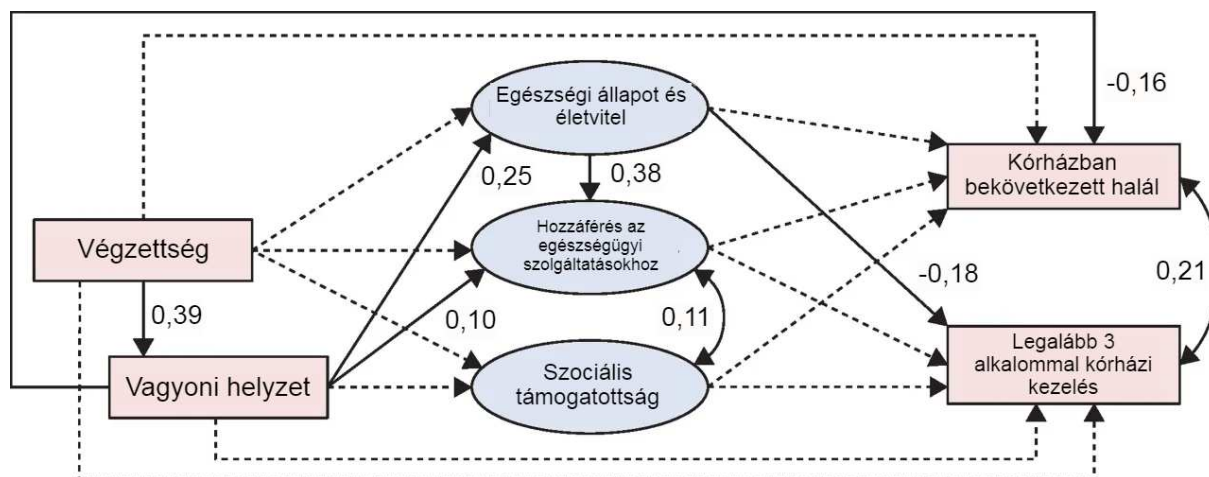 -0,16
Egészségi állapot és
életvitel
Kórházban
bekövetkezett halál
0,25
0,38
Végzettség
Hozzáférés az
egészségügyi
szolgáltatásokhoz
-0,18
0,21
0,39
0,10
0,11
Vagyoni helyzet
Szociális
támogatottság
Legalább 3
alkalommal kórházi
kezelés